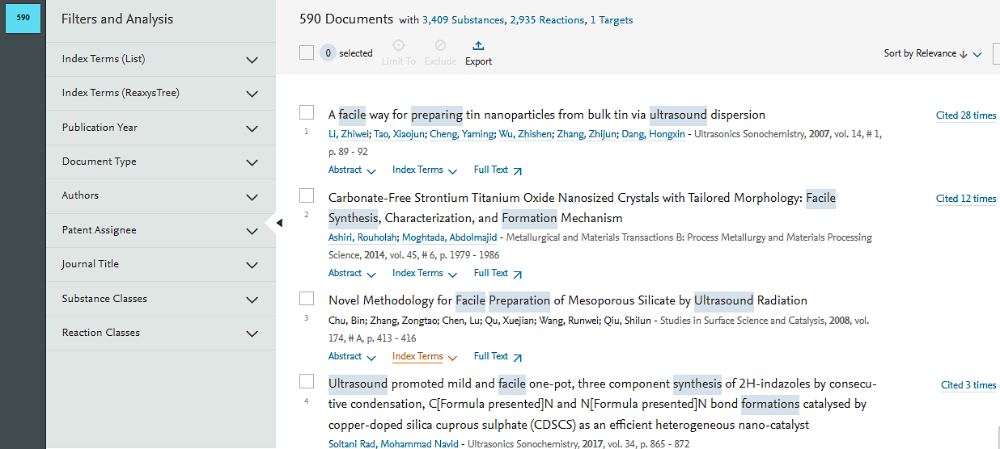 590
Filters and Analysis
Index Terms (List)
Index Terms (ReaxysTree)
Publication Year
Document Type
Authors
Patent Assignee
Journal Title
Substance Classes
Reaction Classes
590 Documents with 3,409 Substances, 2,935 Reactions, 1 Targets
0 selected Limit To Exclude Export
Sort by Relevance
A facile way for preparing tin nanoparticles from bulk tin via ultrasound dispersion
Cited 28 times
1
Li, Zhiwei; Tao, Xiaojun; Cheng, Yaming; Wu, Zhishen; Zhang, Zhijun; Dang, Hongxin - Ultrasonics Sonochemistry, 2007, vol. 14, # 1,
p. 89 - 92
Abstract Index Terms Full Text
Carbonate-Free Strontium Titanium Oxide Nanosized Crystals with Tailored Morphology: Facile
Cited 12 times
2
Synthesis, Characterization, and Formation Mechanism
Ashiri, Rouholah; Moghtada, Abdolmajid - Metallurgical and Materials Transactions B: Process Metallurgy and Materials Processing
Science, 2014, vol. 45, # 6, p. 1979 - 1986
Abstract Index Terms Full Text
Novel Methodology for Facile Preparation of Mesoporous Silicate by Ultrasound Radiation
3
Chu, Bin; Zhang, Zongtao; Chen, Lu; Qu, Xuejian; Wang, Runwei; Qiu, Shilun - Studies in Surface Science and Catalysis, 2008, vol.
174, # A, p. 413 - 416
Abstract Index Terms Full Text
Ultrasound promoted mild and facile one-pot, three component synthesis of 2H-indazoles by consecu-
Cited 3 times
4
tive condensation, C[Formula presented]N and N[Formula presented]N bond formations catalysed by
copper-doped silica cuprous sulphate (CDSCS) as an efficient heterogeneous nano-catalyst
Soltani Rad, Mohammad Navid - Ultrasonics Sonochemistry, 2017, vol. 34, p. 865 - 872